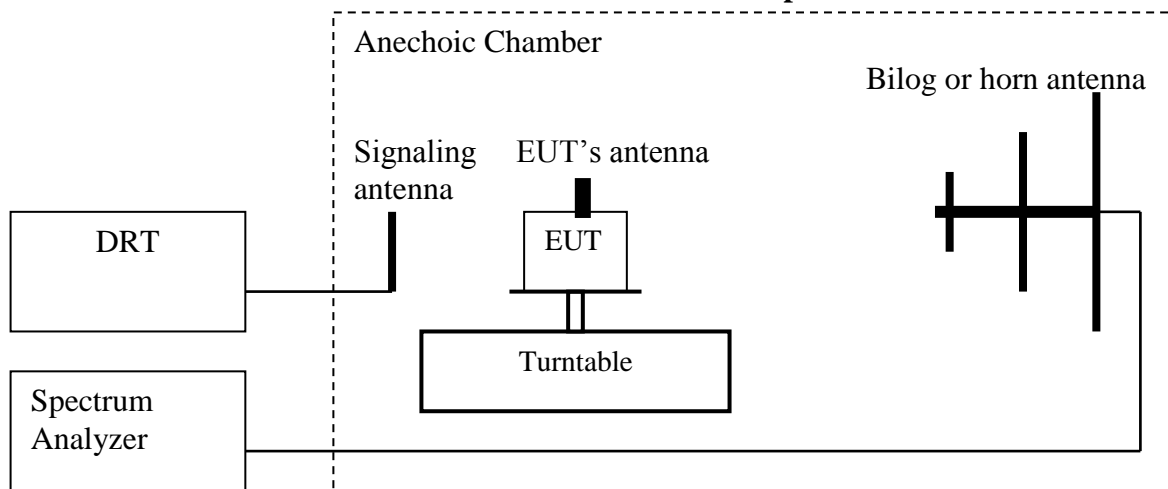 Anechoic Chamber
Bilog or horn antenna
Signaling
antenna
EUT's antenna
DRT
EUT
Turntable
Spectrum
Analyzer